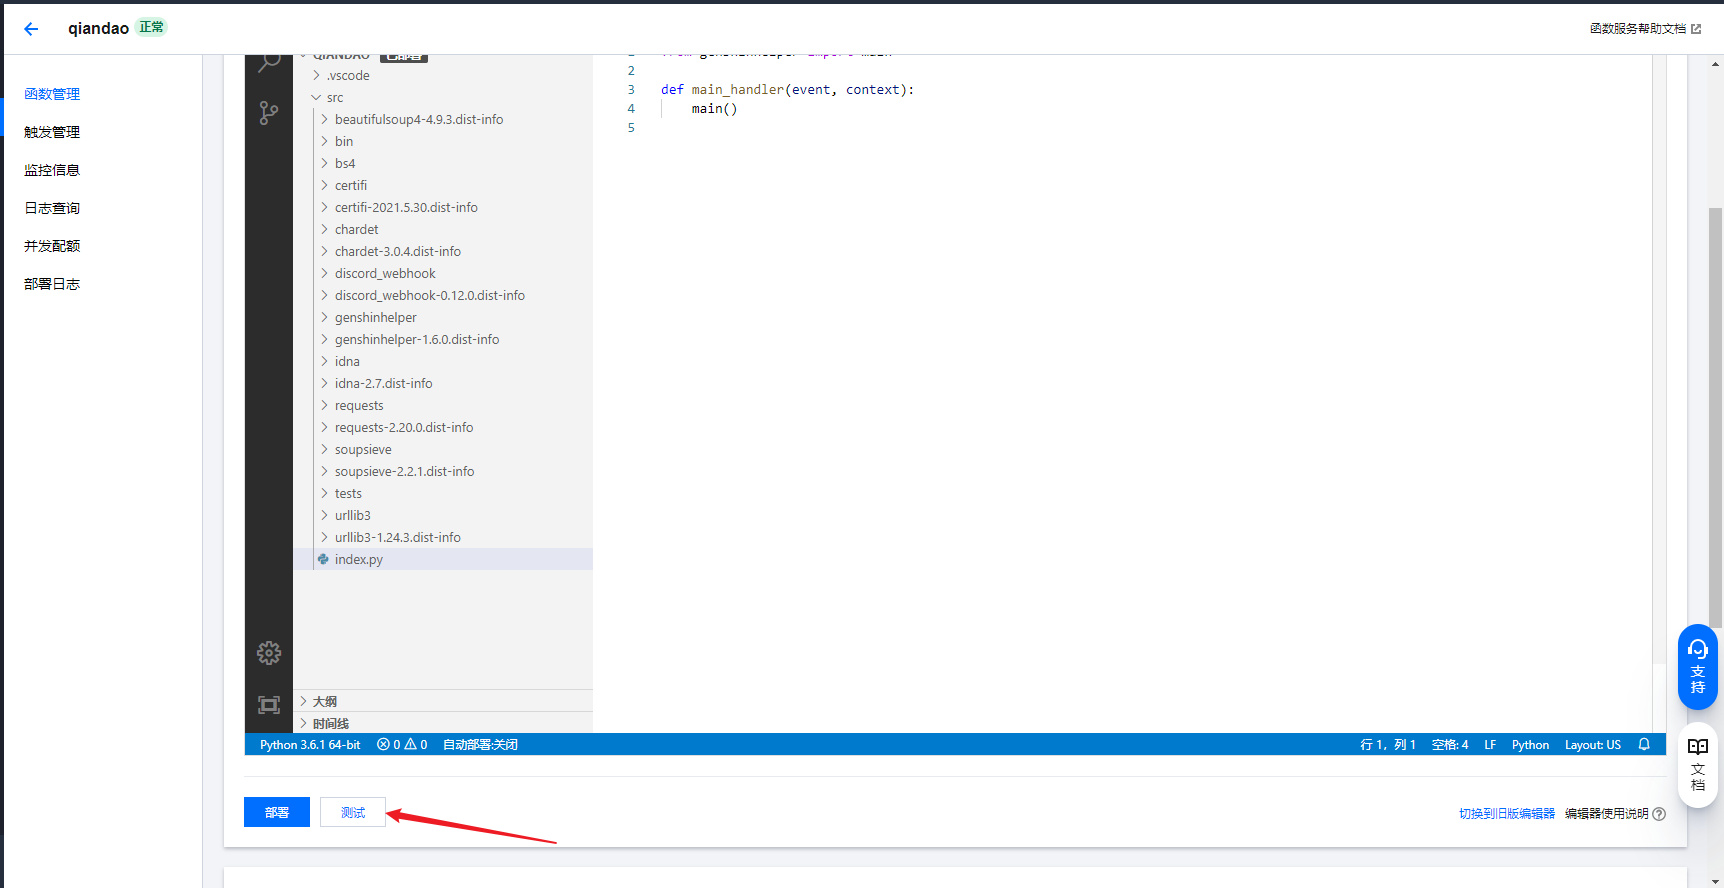 qiandao 正常
函数服务帮助文档
函数管理
触发管理
监控信息
日志查询
并发配额
部署日志
QIANDAO 已部署
.vscode
src
beautifulsoup4-4.9.3.dist-info
bin
bs4
certifi
certifi-2021.5.30.dist-info
chardet
chardet-3.0.4.dist-info
discord_webhook
discord_webhook-0.12.0.dist-info
genshinhelper
genshinhelper-1.6.0.dist-info
idna
idna-2.7.dist-info
requests
requests-2.20.0.dist-info
soupsieve
soupsieve-2.2.1.dist-info
tests
urllib3
urllib3-1.24.3.dist-info
index.py
大纲
时间线
from genshinhelper import main
2
3 def main_handler(event, context):
4 main()
5
Python 3.6.1 64-bit 0 0 自动部署:关闭
行 1，列 1 空格: 4 LF Python Layout: US
部署 测试
切换到旧版编辑器 编辑器使用说明
支持
文档